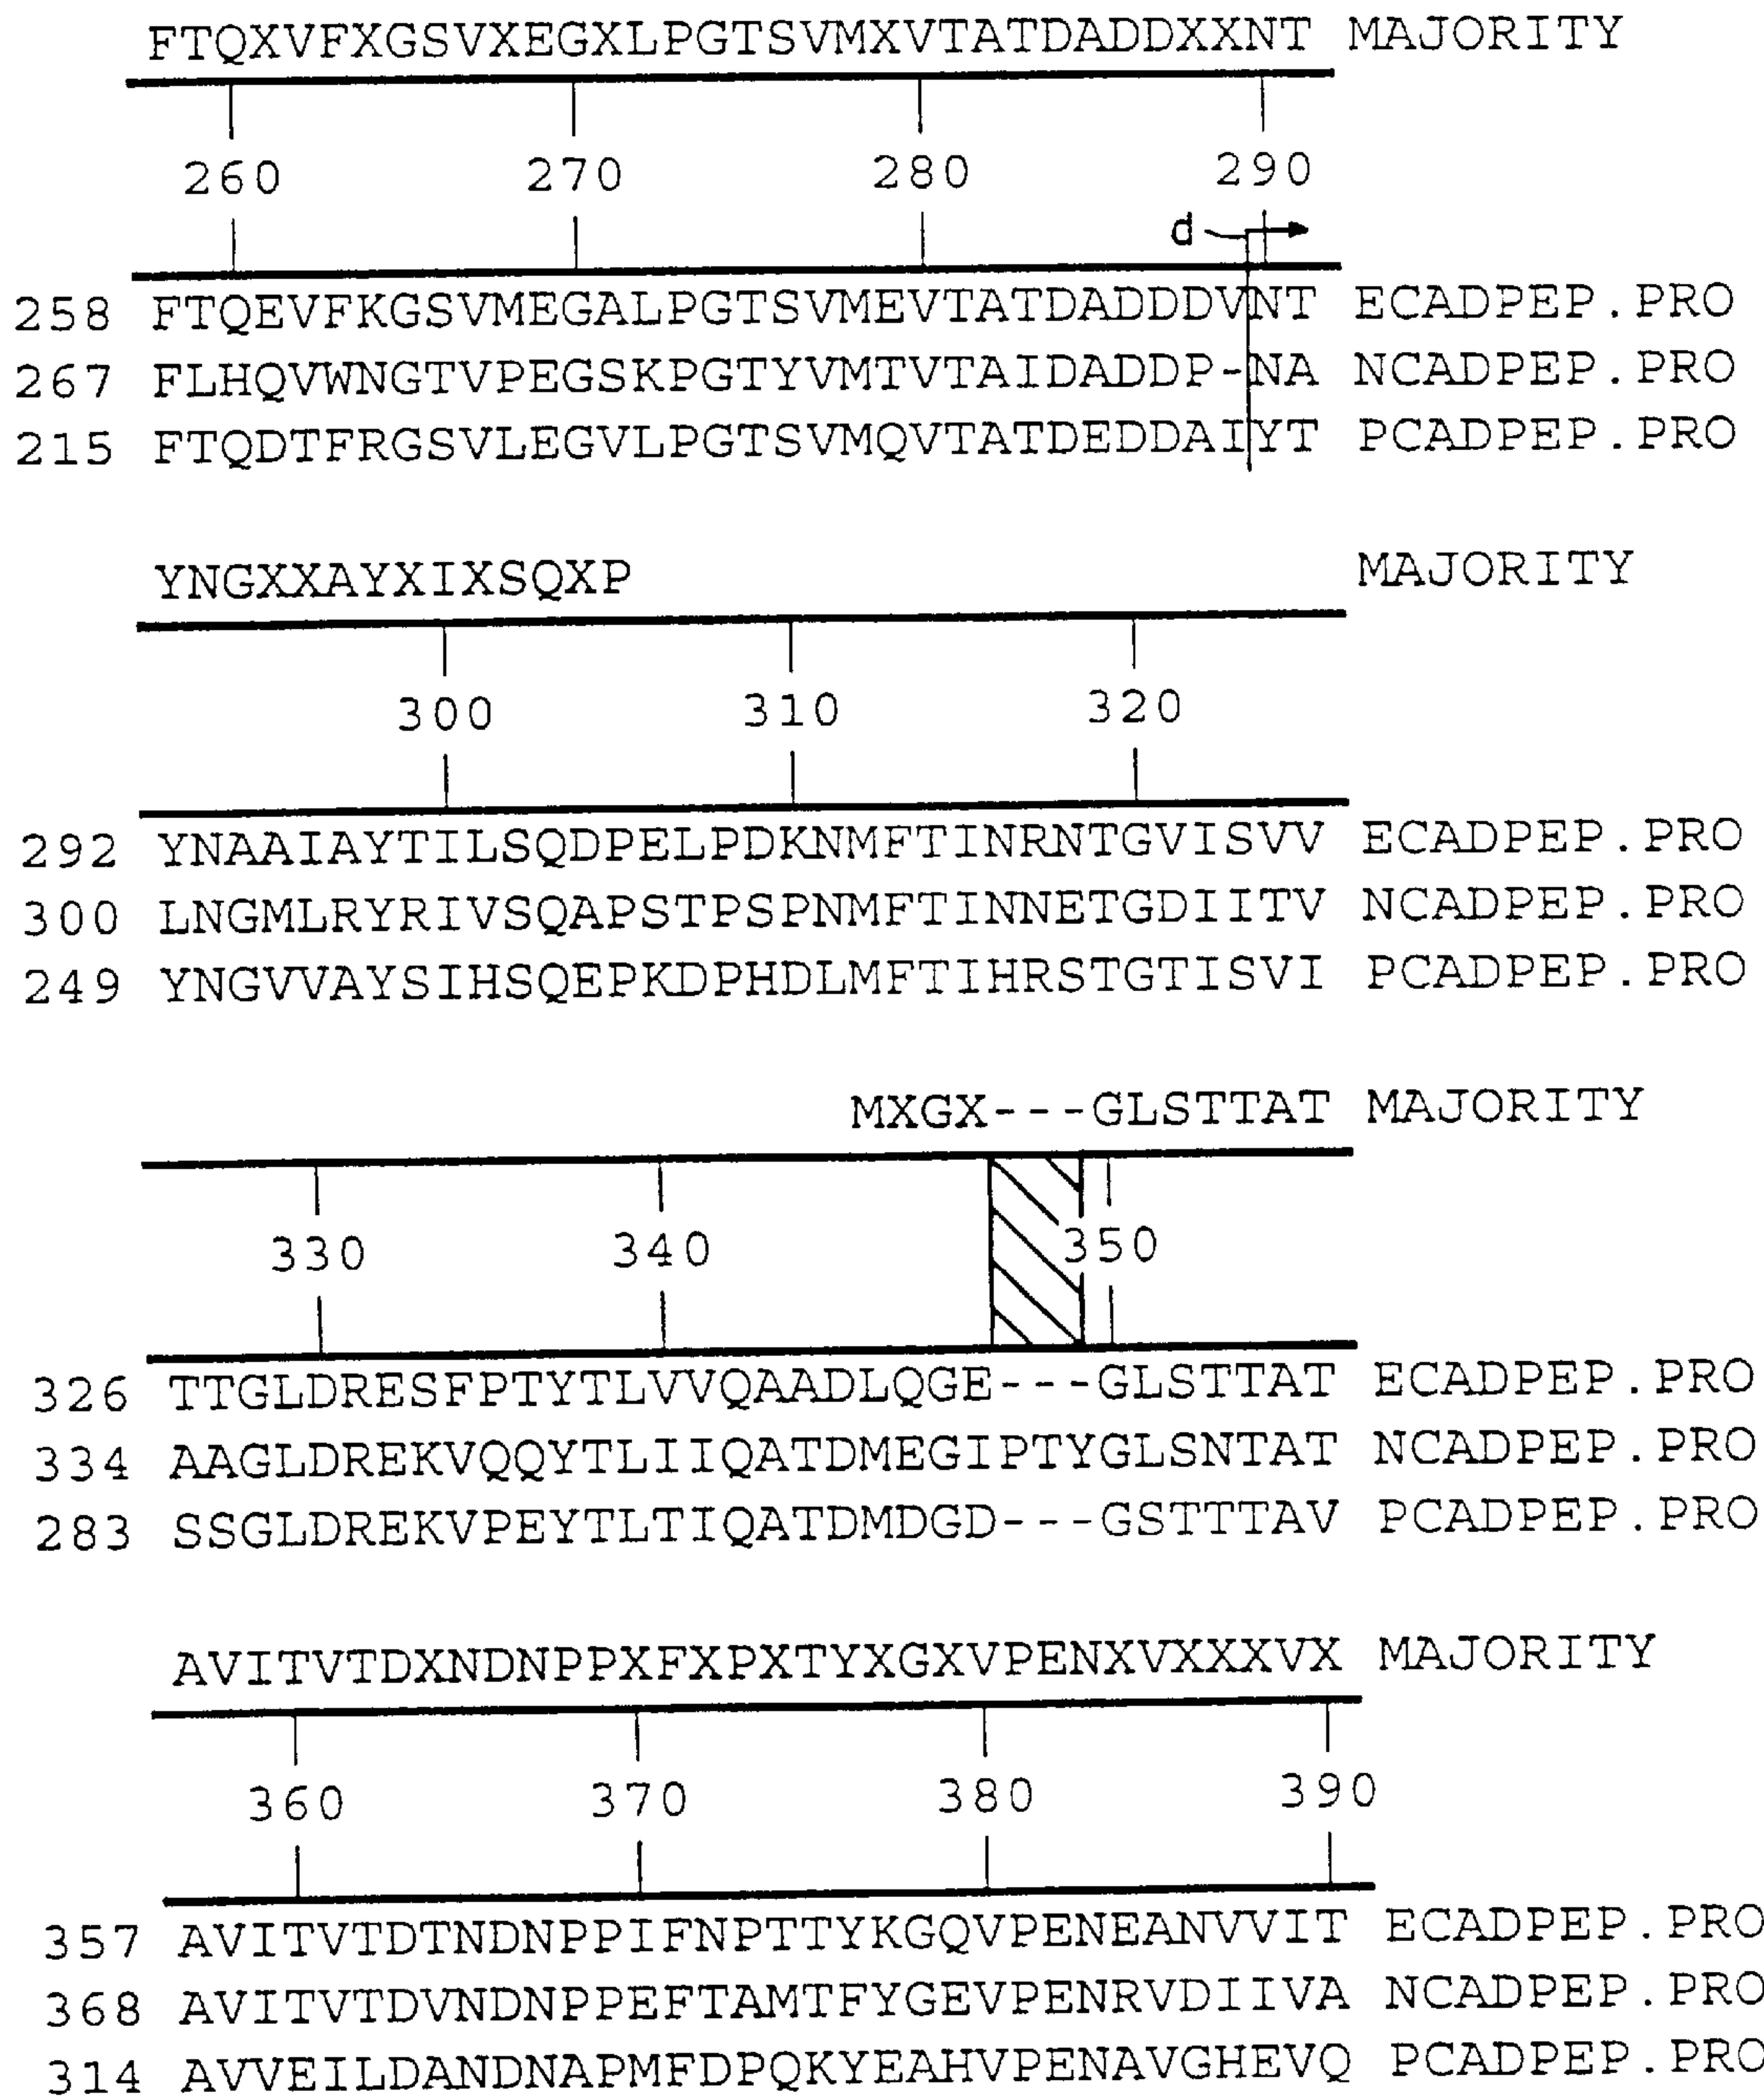 FTQXVFXGSVXEGXLPGTSVMXVTATDADDXXNT MAJORITY
260 270 280 290
d
258 FTQEVFKGSVMEGALPGTSVMEVTATDADDDVNT ECADPEP.PRO
267 FLHQVWNGTVPEGSKPGTYVMTVTAIDADDP-NA NCADPEP.PRO
215 FTQDTFRGSVLEGVLPGTSVMQVTATDEDDAIYT PCADPEP.PRO
YNGXXAYXIXSQXP MAJORITY
300 310 320
292 YNAAIAYTILSQDPELPDKNMFTINRNTGVISVV ECADPEP.PRO
300 LNGMLRYRIVSQAPSTPSPNMFTINNETGDIITV NCADPEP.PRO
249 YNGVVAYSIHSQEPKDPHDLMFTIHRSTGTISVI PCADPEP.PRO
MXGX---GLSTTAT MAJORITY
330 340 350
326 TTGLDRESFPTYTLVVQAADLQGE---GLSTTAT ECADPEP.PRO
334 AAGLDREKVQQYTLIIQATDMEGIPTYGLSNTAT NCADPEP.PRO
283 SSGLDREKVPEYTLTIQATDMDGD---GSTTTAV PCADPEP.PRO
AVITVTDXNDNPPXFXPXTYXGXVPENXVXXXVX MAJORITY
360 370 380 390
357 AVITVTDTNDNPPIFNPTTYKGQVPENEANVVIT ECADPEP.PRO
368 AVITVTDVNDNPPEFTAMTFYGEVPENRVDIIVA NCADPEP.PRO
314 AVVEILDANDNAPMFDPQKYEAHVPENAVGHEVQ PCADPEP.PRO